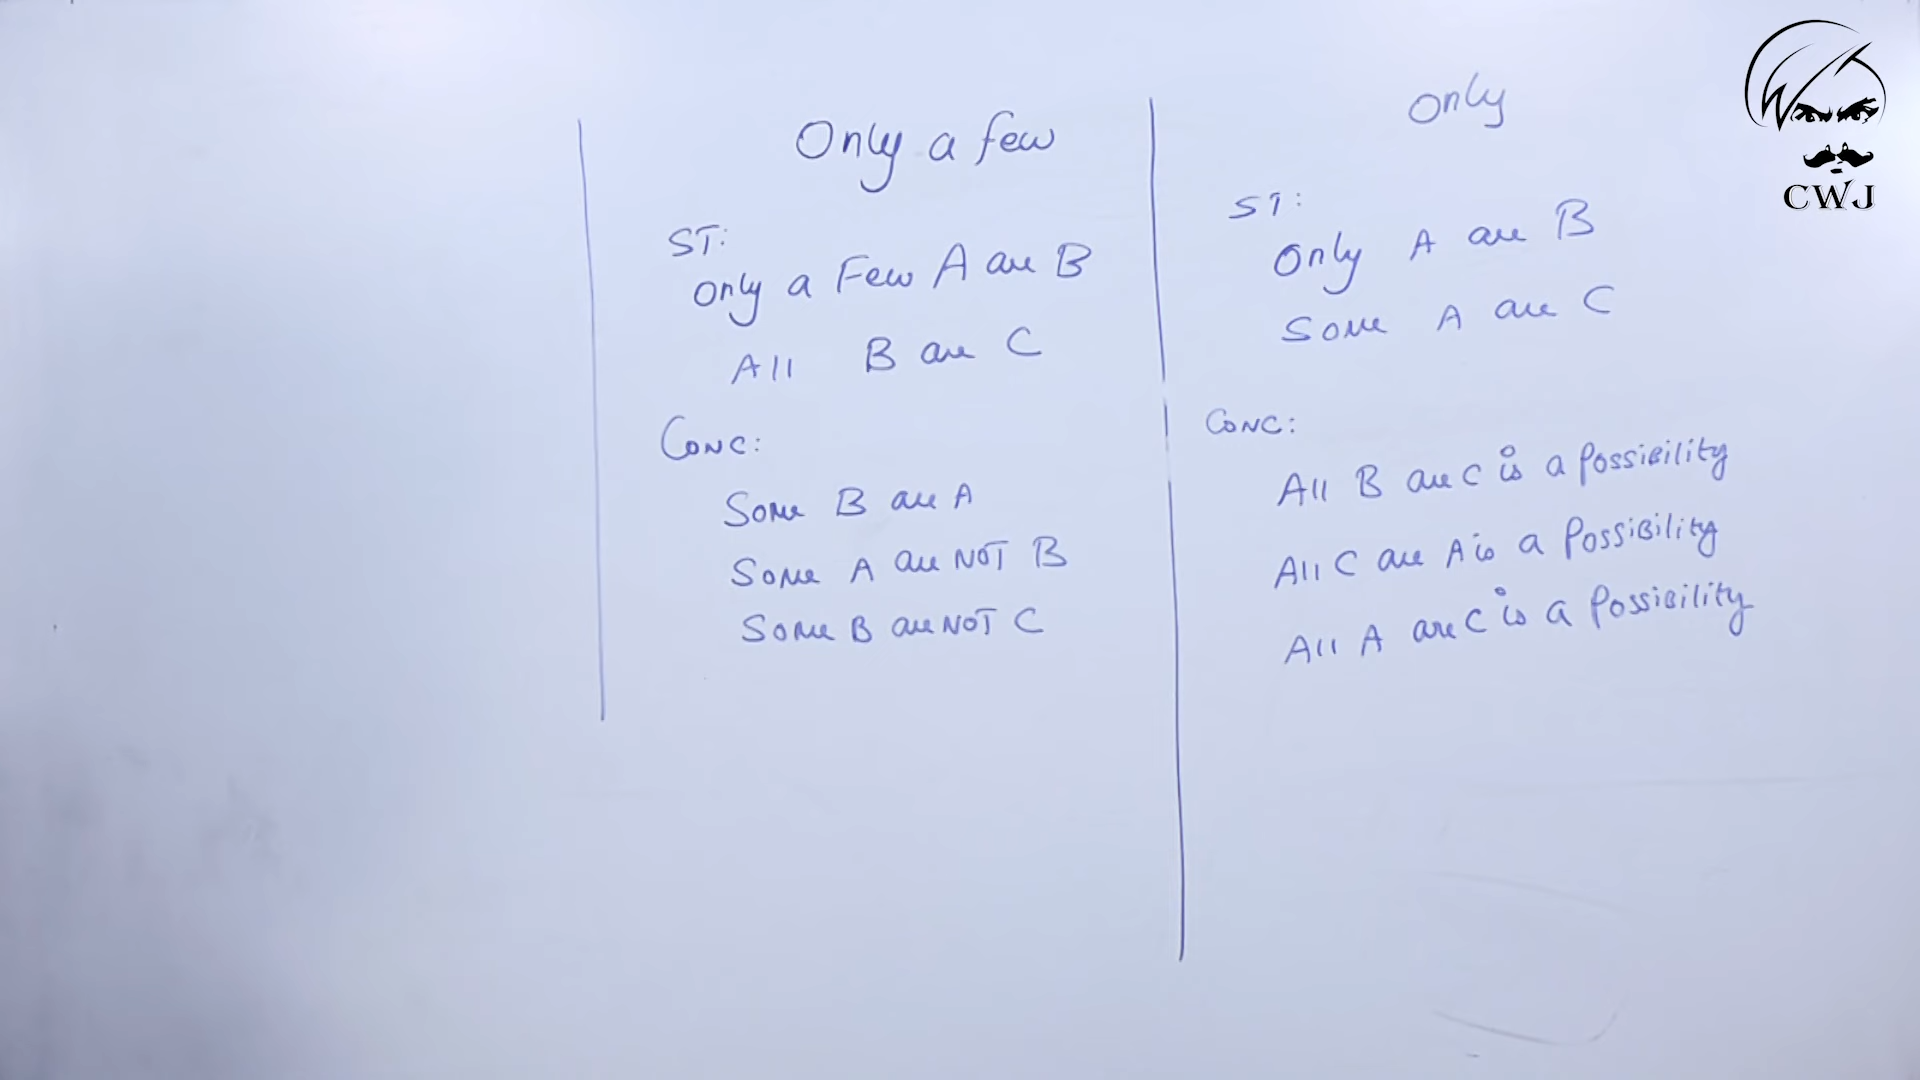 Only a few
ST:
Only a Few A are B
All B are C
CONC:
Some B are A
Some A are NOT B
Some B are NOT C
Only
ST:
Only A are B
Some A are C
CONC:
All B are C is a Possibility
All C are A is a Possibility
All A are C is a Possibility
CWJ